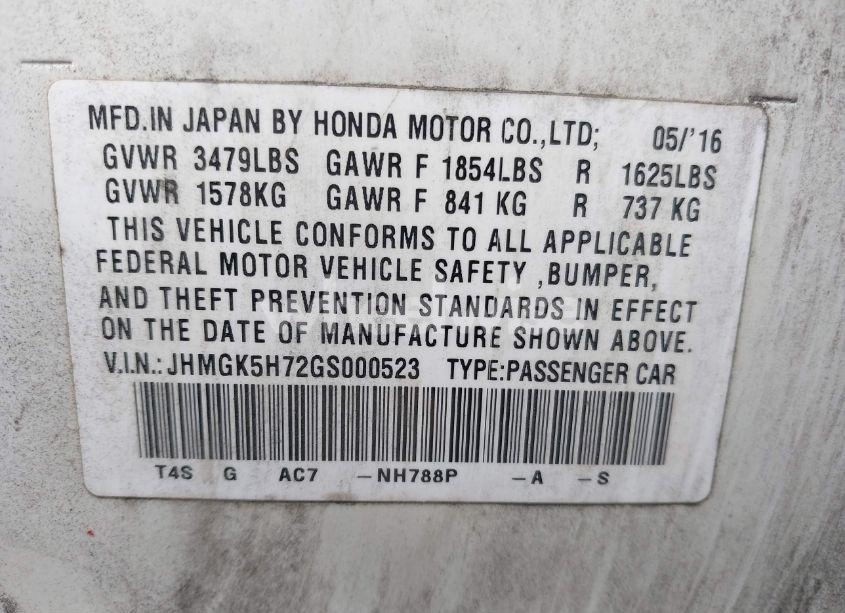 MFD.IN JAPAN BY HONDA MOTOR CO.,LTD; 05/'16
GVWR 3479LBS GAWR F 1854LBS R 1625LBS
GVWR 1578KG GAWR F 841 KG R 737 KG
THIS VEHICLE CONFORMS TO ALL APPLICABLE
FEDERAL MOTOR VEHICLE SAFETY ,BUMPER,
AND THEFT PREVENTION STANDARDS IN EFFECT
ON THE DATE OF MANUFACTURE SHOWN ABOVE.
V.I.N.: JHMGK5H72GS000523 TYPE:PASSENGER CAR
T4S G AC7 -NH788P -A -S